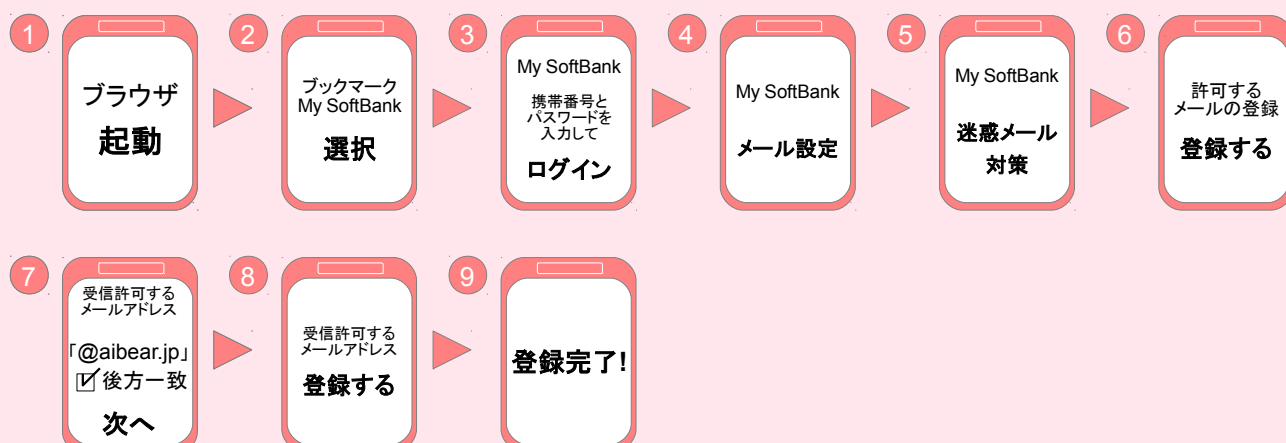 1
ブラウザ
起動
2
ブックマーク
My SoftBank
選択
3
My SoftBank
携帯番号と
パスワードを
入力して
ログイン
4
My SoftBank
メール設定
5
My SoftBank
迷惑メール
対策
6
許可する
メールの登録
登録する
7
受信許可する
メールアドレス
「@aibear.jp」
☑後方一致
次へ
8
受信許可する
メールアドレス
登録する
9
登録完了!